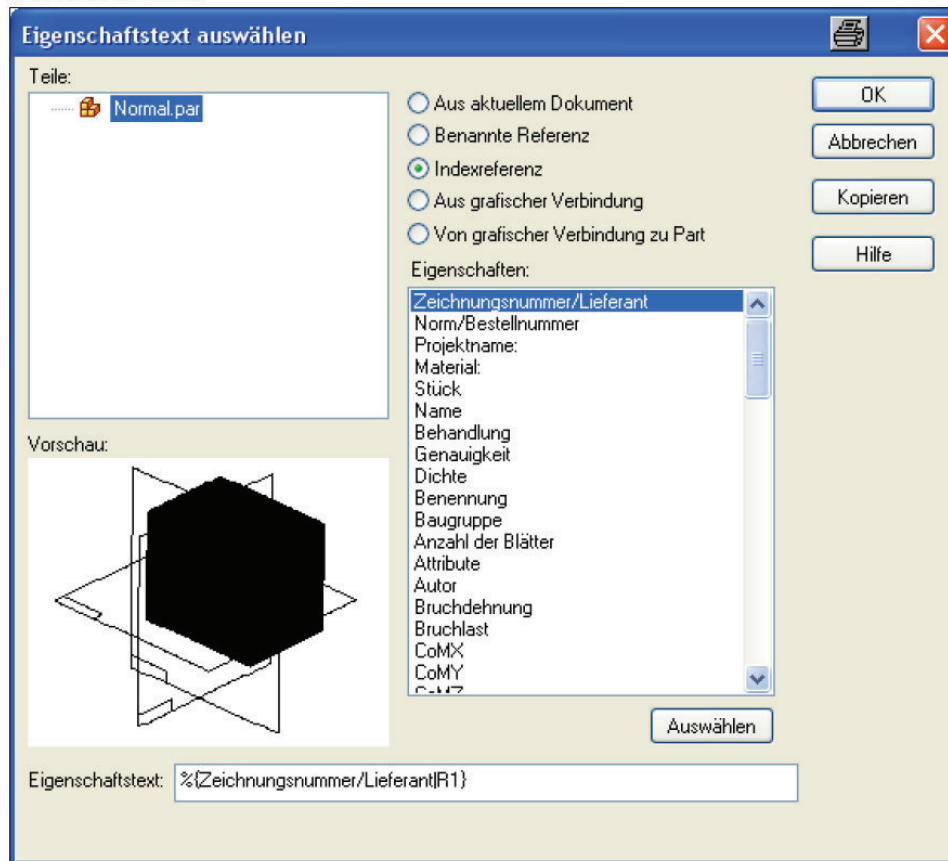 Eigenschaftstext auswählen
Teile:
Normal.par
Aus aktuellem Dokument
Benannte Referenz
Indexreferenz
Aus grafischer Verbindung
Von grafischer Verbindung zu Part
OK
Abbrechen
Kopieren
Hilfe
Eigenschaften:
Zeichnungsnummer/Lieferant
Norm/Bestellnummer
Projektname:
Material:
Stück
Name
Behandlung
Genauigkeit
Dichte
Benennung
Baugruppe
Anzahl der Blätter
Attribute
Autor
Bruchdehnung
Bruchlast
CoMX
CoMY
CoMZ
Vorschau:
Auswählen
Eigenschaftstext: %{Zeichnungsnummer/Lieferant|R1}